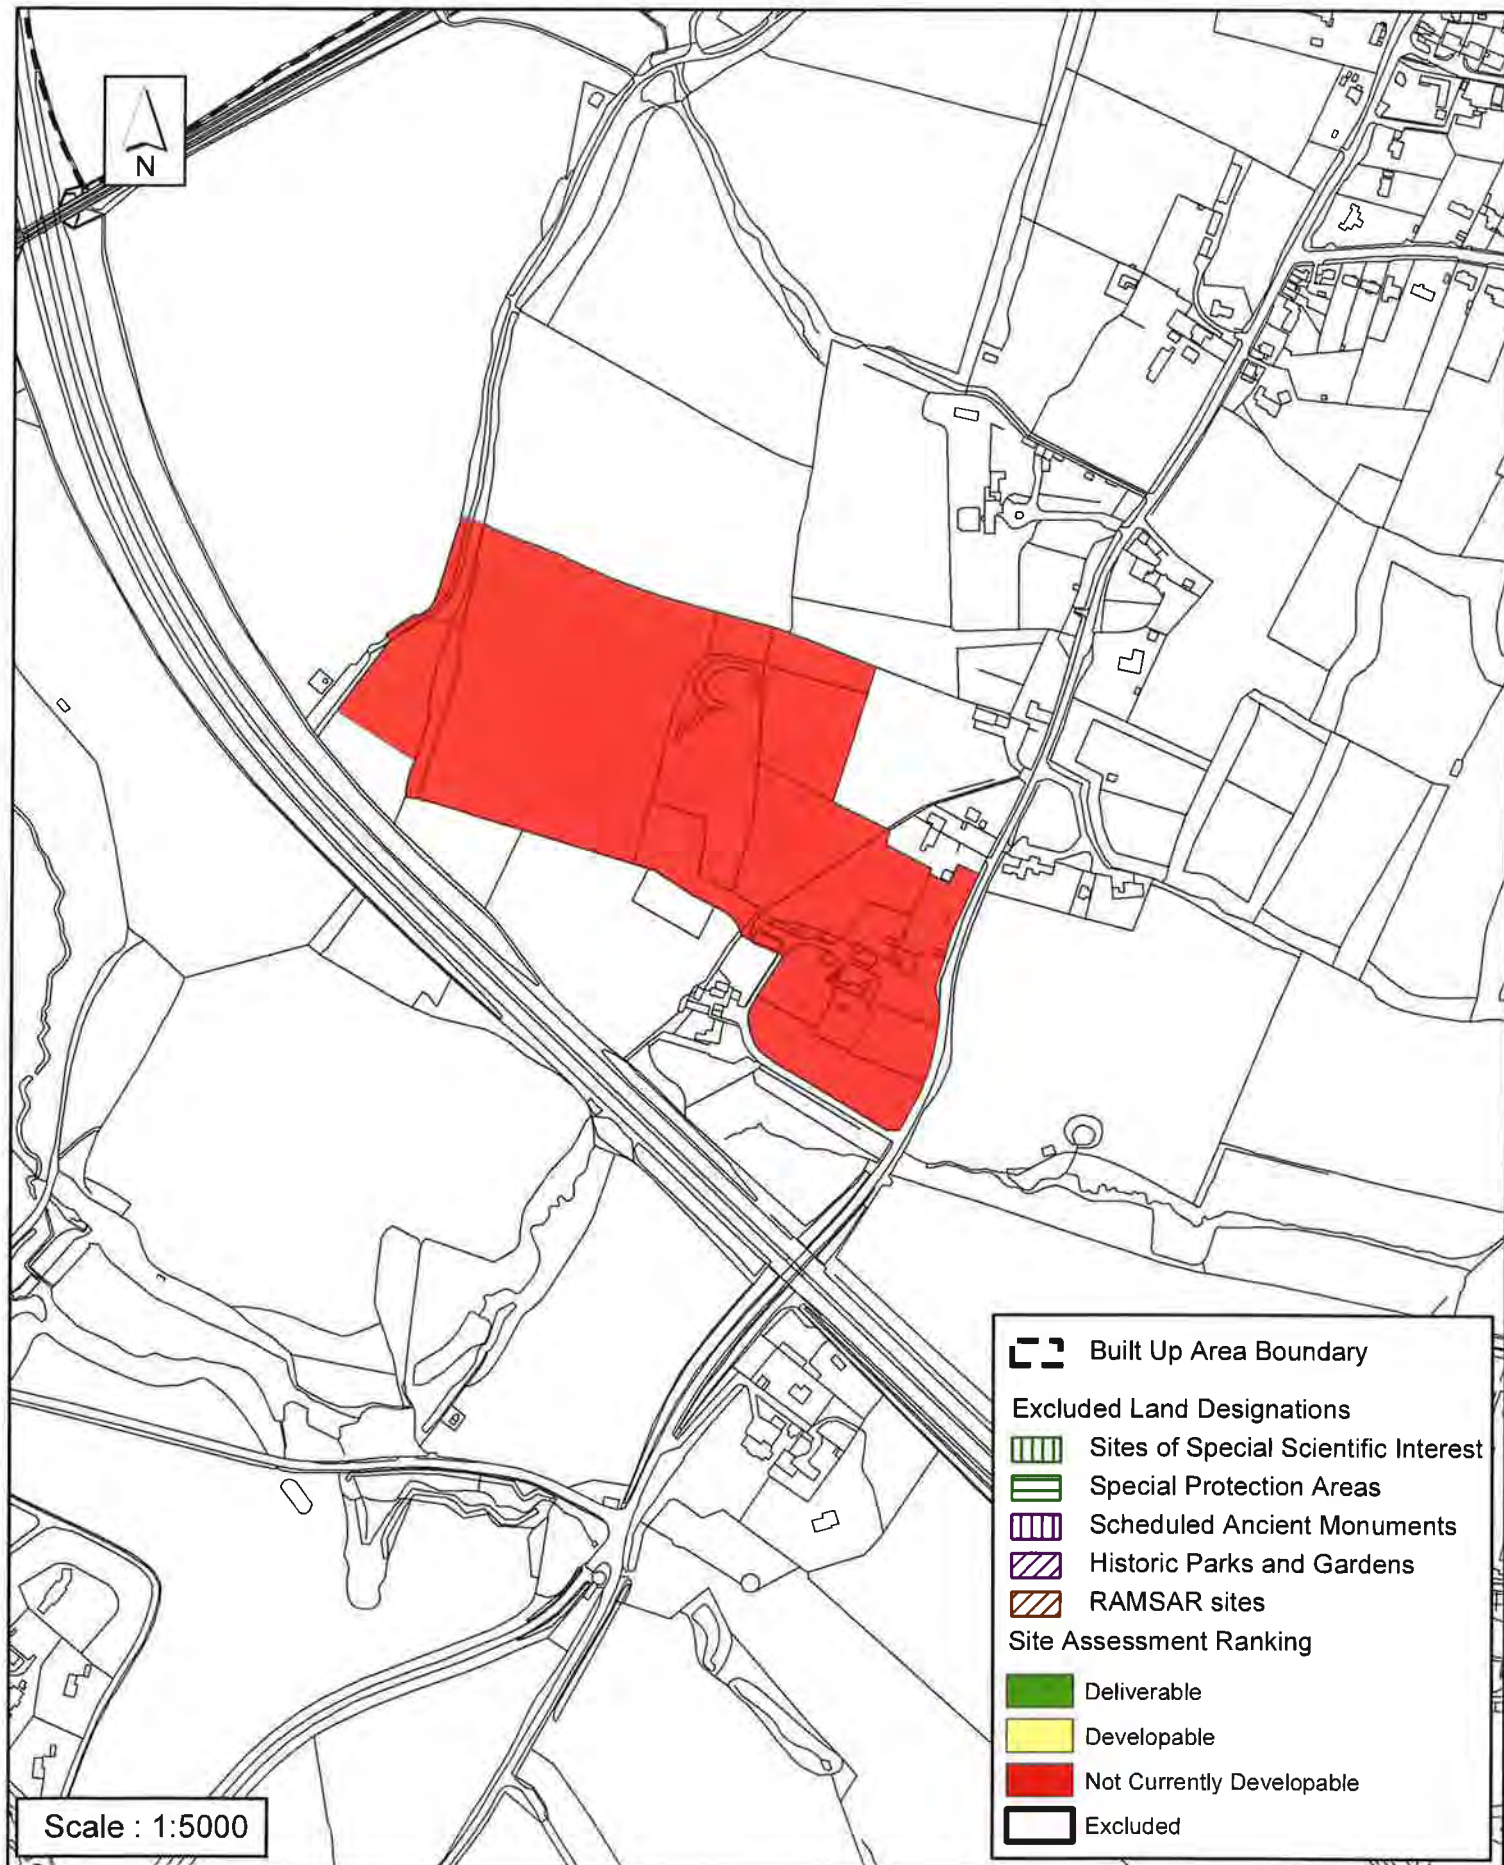 N
Built Up Area Boundary
Excluded Land Designations
Sites of Special Scientific Interest
Special Protection Areas
Scheduled Ancient Monuments
Historic Parks and Gardens
RAMSAR sites
Site Assessment Ranking
Deliverable
Developable
Not Currently Developable
Excluded
Scale : 1:5000